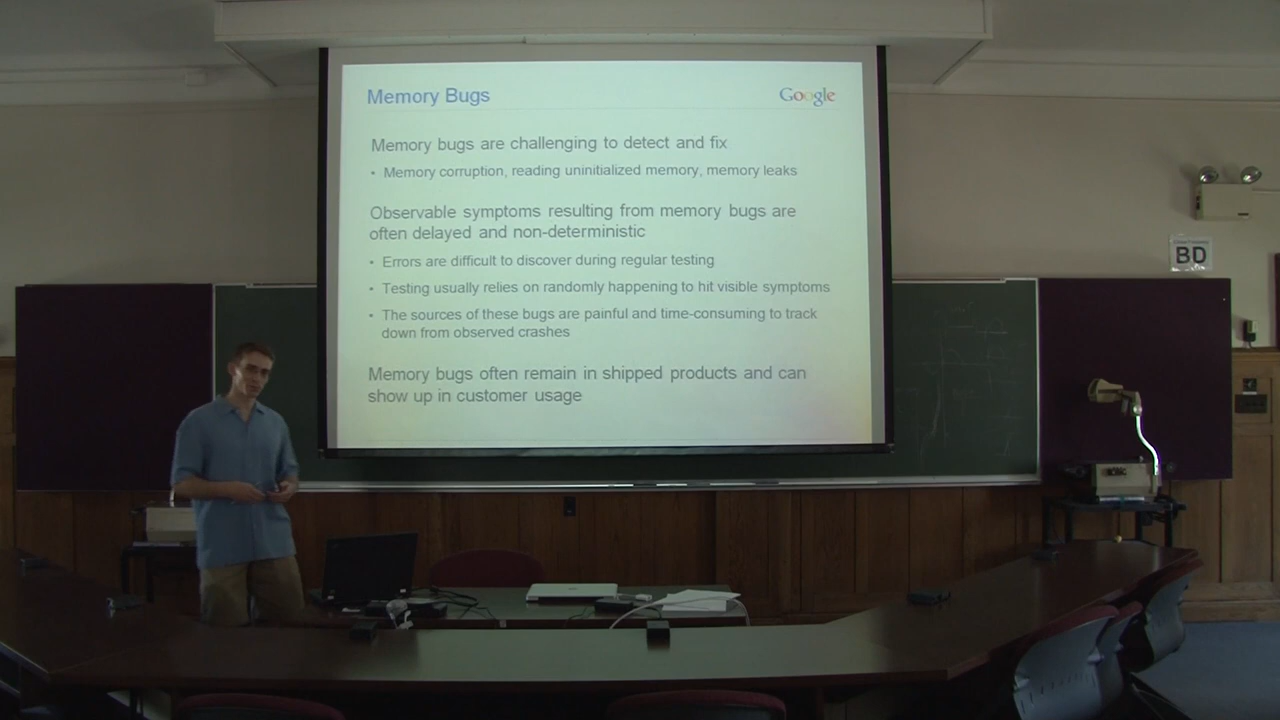 Memory Bugs
Google
Memory bugs are challenging to detect and fix
• Memory corruption, reading uninitialized memory, memory leaks
Observable symptoms resulting from memory bugs are
often delayed and non-deterministic
• Errors are difficult to discover during regular testing
• Testing usually relies on randomly happening to hit visible symptoms
• The sources of these bugs are painful and time-consuming to track
down from observed crashes
Memory bugs often remain in shipped products and can
show up in customer usage
BD